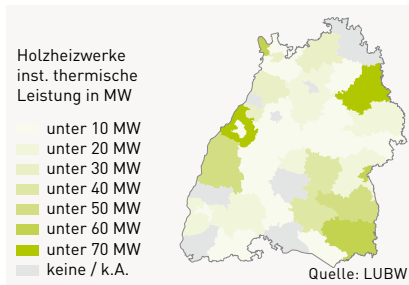 Holzheizwerke
inst. thermische
Leistung in MW
unter 10 MW
unter 20 MW
unter 30 MW
unter 40 MW
unter 50 MW
unter 60 MW
unter 70 MW
keine / k.A.
Quelle: LUBW